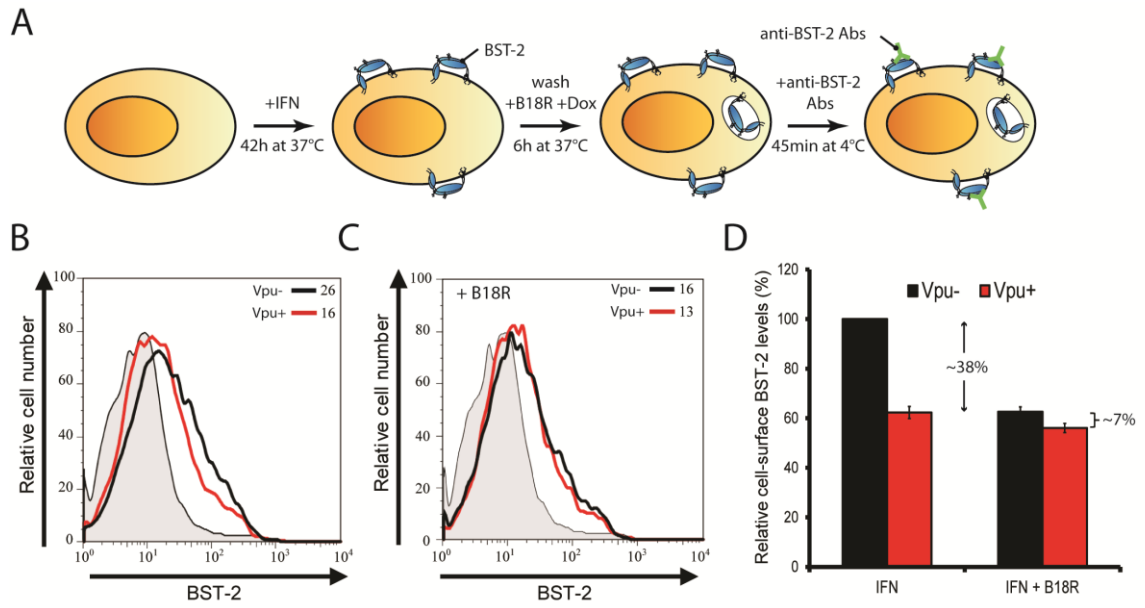 A
+IFN
42h at 37°C
BST-2
wash
+B18R +Dox
6h at 37°C
anti-BST-2 Abs
+anti-BST-2
Abs
45min at 4°C
B
Relative cell number
100
80
60
40
20
0
10⁰
10¹
10²
10³
10⁴
BST-2
Vpu- 26
Vpu+ 16
C
Relative cell number
100
80
60
40
20
0
10⁰
10¹
10²
10³
10⁴
BST-2
+ B18R
Vpu- 16
Vpu+ 13
D
Relative cell-surface BST-2 levels (%)
120
100
80
60
40
20
0
Vpu- Vpu+
~38%
~7%
IFN
IFN + B18R